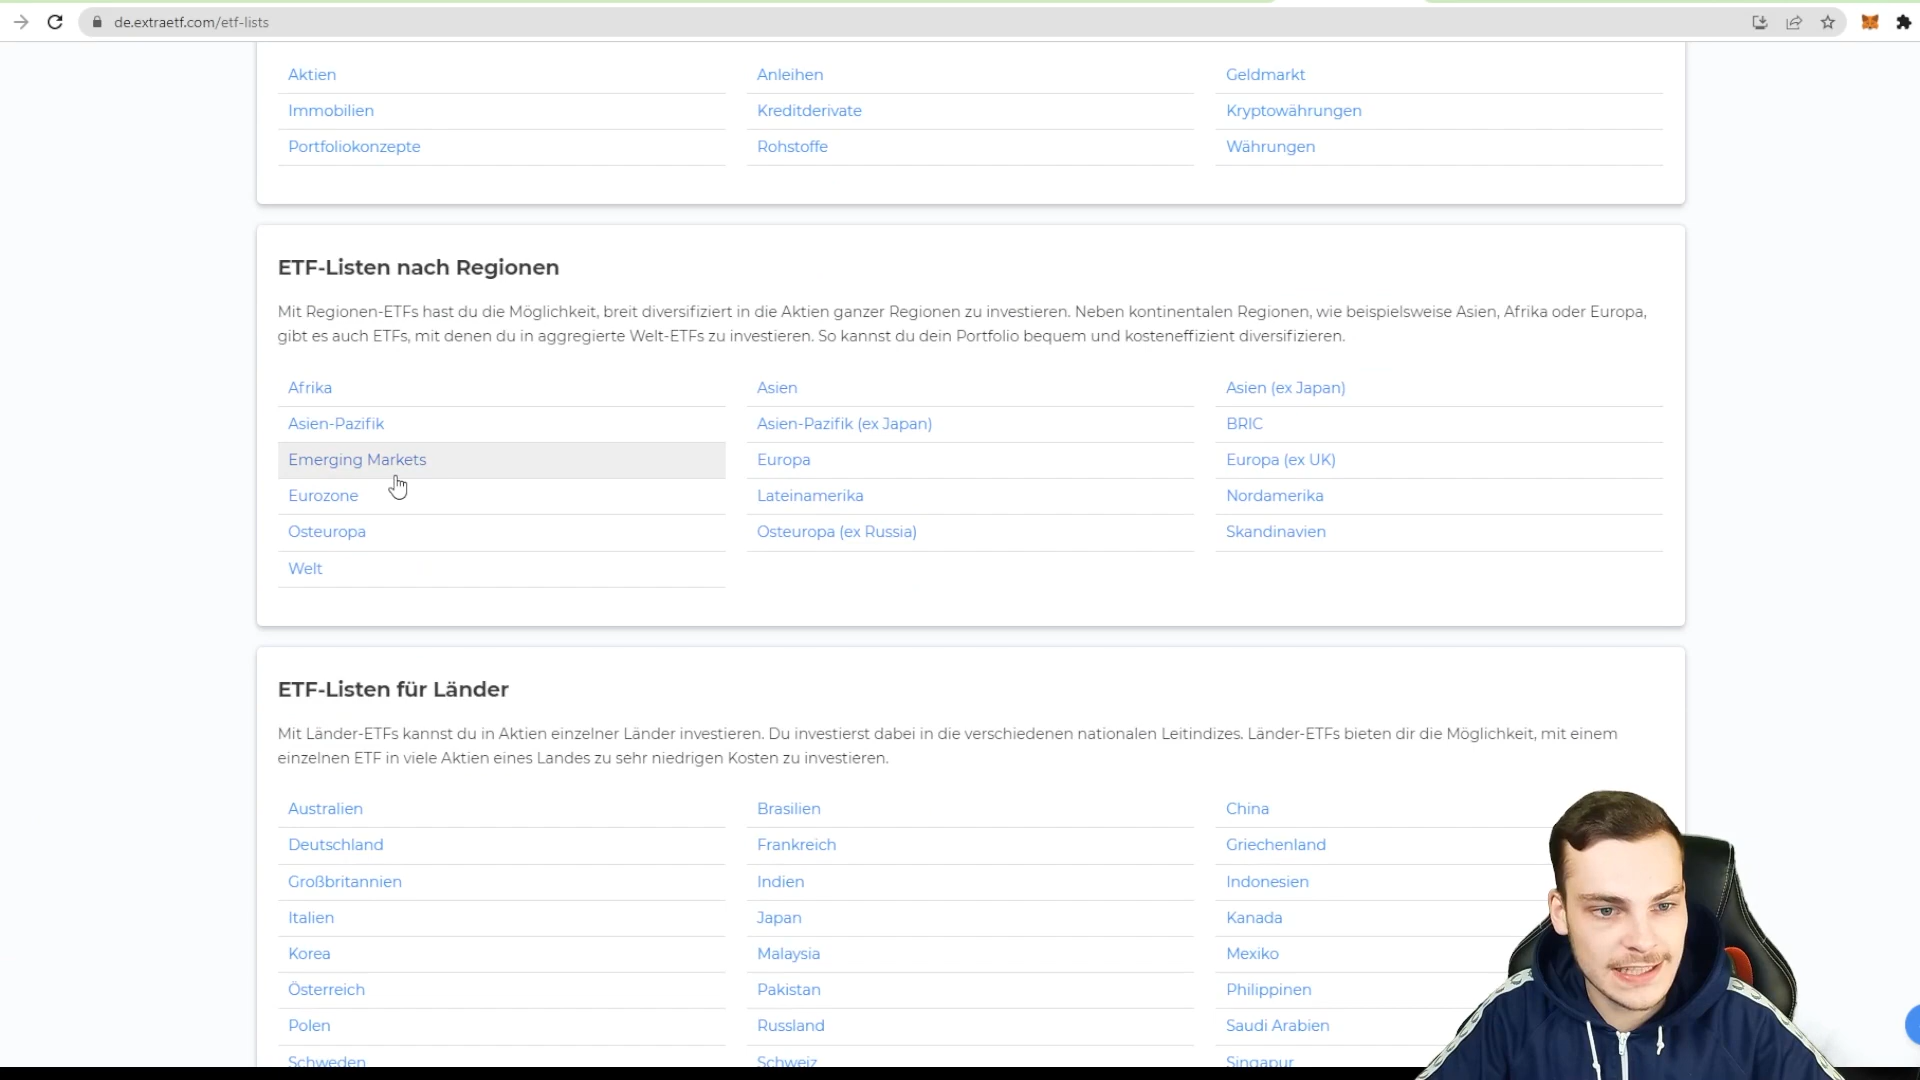 de.extraetf.com/etf-lists
Aktien Anleihen Geldmarkt
Immobilien Kreditderivate Kryptowährungen
Portfoliokonzepte Rohstoffe Währungen
ETF-Listen nach Regionen
Mit Regionen-ETFs hast du die Möglichkeit, breit diversifiziert in die Aktien ganzer Regionen zu investieren. Neben kontinentalen Regionen, wie beispielsweise Asien, Afrika oder Europa,
gibt es auch ETFs, mit denen du in aggregierte Welt-ETFs zu investieren. So kannst du dein Portfolio bequem und kosteneffizient diversifizieren.
Afrika Asien Asien (ex Japan)
Asien-Pazifik Asien-Pazifik (ex Japan) BRIC
Emerging Markets Europa Europa (ex UK)
Eurozone Lateinamerika Nordamerika
Osteuropa Osteuropa (ex Russia) Skandinavien
Welt
ETF-Listen für Länder
Mit Länder-ETFs kannst du in Aktien einzelner Länder investieren. Du investierst dabei in die verschiedenen nationalen Leitindizes. Länder-ETFs bieten dir die Möglichkeit, mit einem
einzelnen ETF in viele Aktien eines Landes zu sehr niedrigen Kosten zu investieren.
Australien Brasilien China
Deutschland Frankreich Griechenland
Großbritannien Indien Indonesien
Italien Japan Kanada
Korea Malaysia Mexiko
Österreich Pakistan Philippinen
Polen Russland Saudi Arabien
Schweden Schweiz Singapur